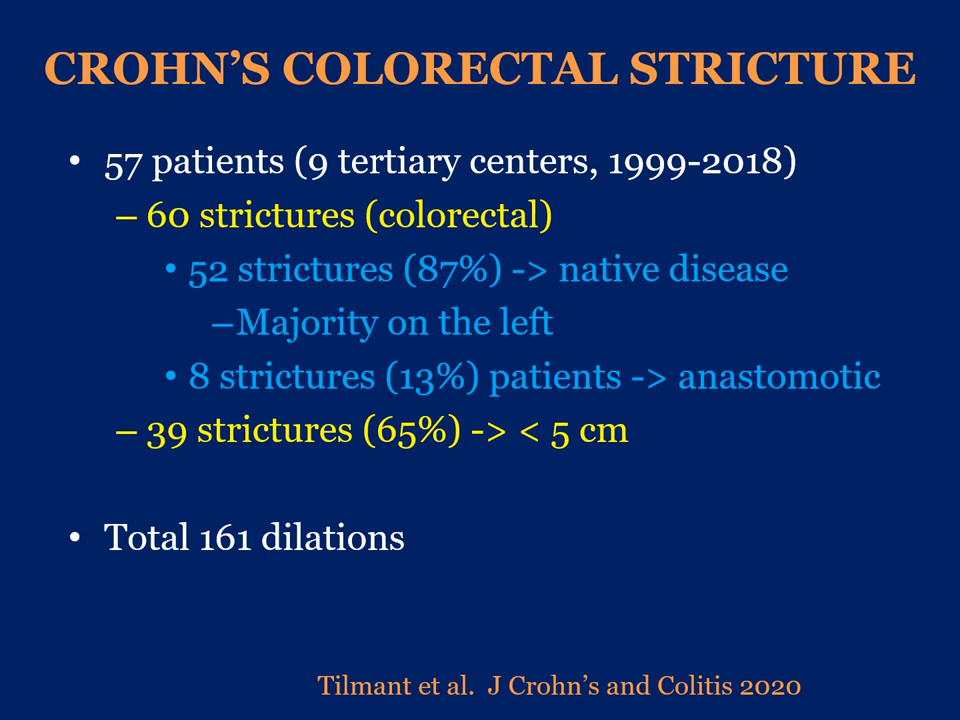 CROHN’S COLORECTAL STRICTURE
• 57 patients (9 tertiary centers, 1999-2018)
– 60 strictures (colorectal)
• 52 strictures (87%) -> native disease
–Majority on the left
• 8 strictures (13%) patients -> anastomotic
– 39 strictures (65%) -> < 5 cm
• Total 161 dilations
Tilmant et al.  J Crohn’s and Colitis 2020